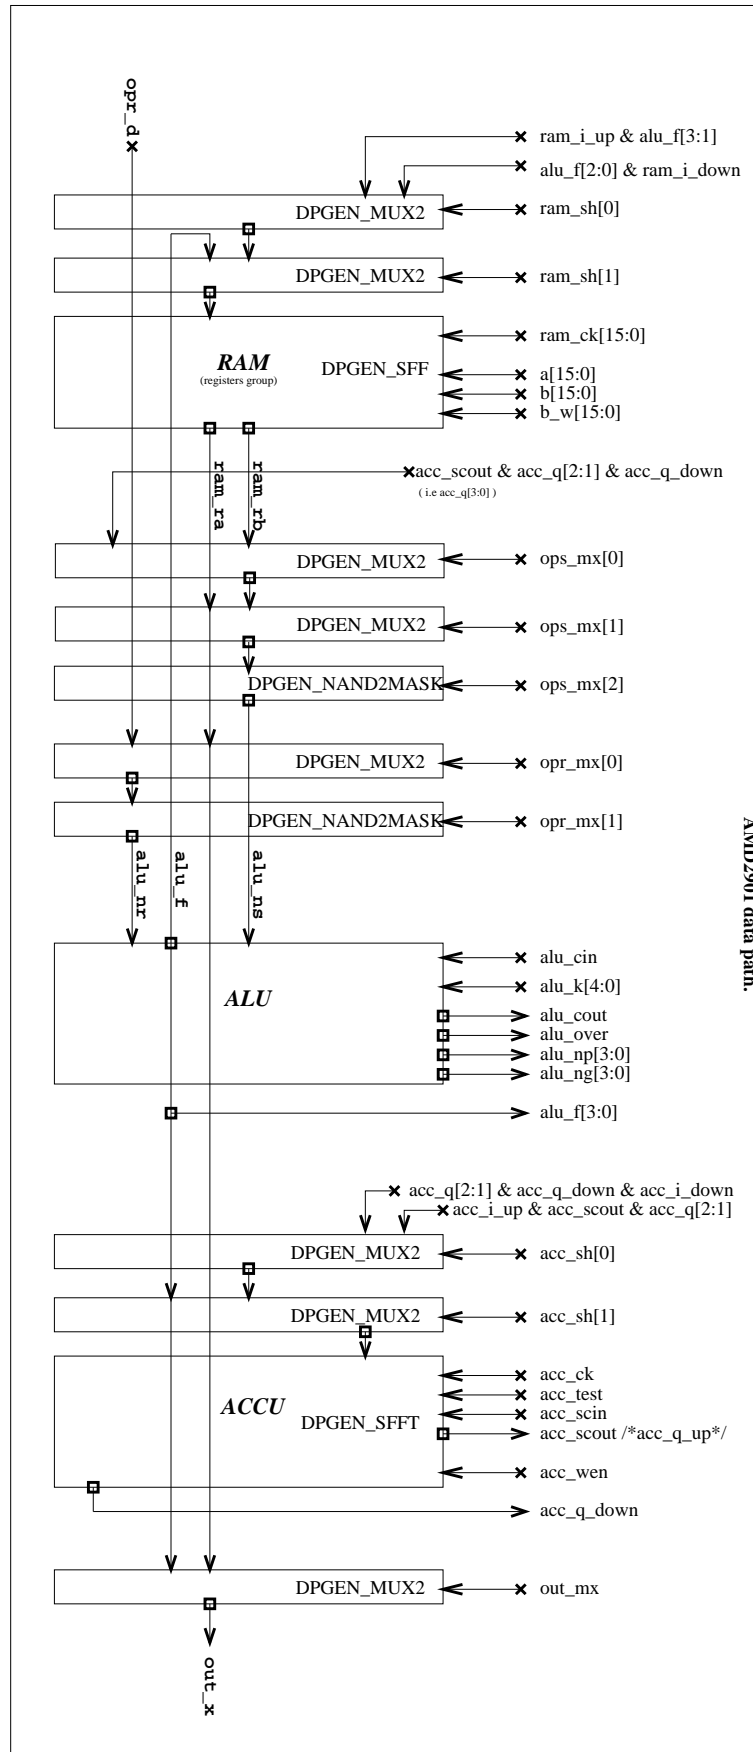 opr_d
ram_i_up & alu_f[3:1]
alu_f[2:0] & ram_i_down
DPGEN_MUX2
ram_sh[0]
DPGEN_MUX2
ram_sh[1]
RAM
(registers group)
DPGEN_SFF
ram_ck[15:0]
a[15:0]
b[15:0]
b_w[15:0]
ram_ra
ram_rb
acc_scout & acc_q[2:1] & acc_q_down
( i.e acc_q[3:0] )
DPGEN_MUX2
ops_mx[0]
DPGEN_MUX2
ops_mx[1]
DPGEN_NAND2MASK
ops_mx[2]
DPGEN_MUX2
opr_mx[0]
DPGEN_NAND2MASK
opr_mx[1]
alu_nr
alu_f
alu_ns
AMD2901 data path.
ALU
alu_cin
alu_k[4:0]
alu_cout
alu_over
alu_np[3:0]
alu_ng[3:0]
alu_f[3:0]
acc_q[2:1] & acc_q_down & acc_i_down
acc_i_up & acc_scout & acc_q[2:1]
DPGEN_MUX2
acc_sh[0]
DPGEN_MUX2
acc_sh[1]
ACCU
DPGEN_SFFT
acc_ck
acc_test
acc_scin
acc_scout /*acc_q_up*/
acc_wen
acc_q_down
DPGEN_MUX2
out_mx
out_x